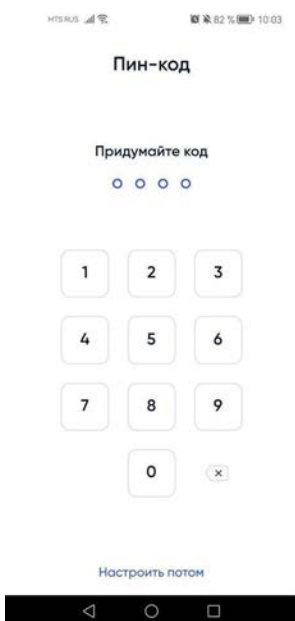 MTS RUS 82 % 10:03
Пин-код
Придумайте код
1 2 3
4 5 6
7 8 9
0
Настроить потом